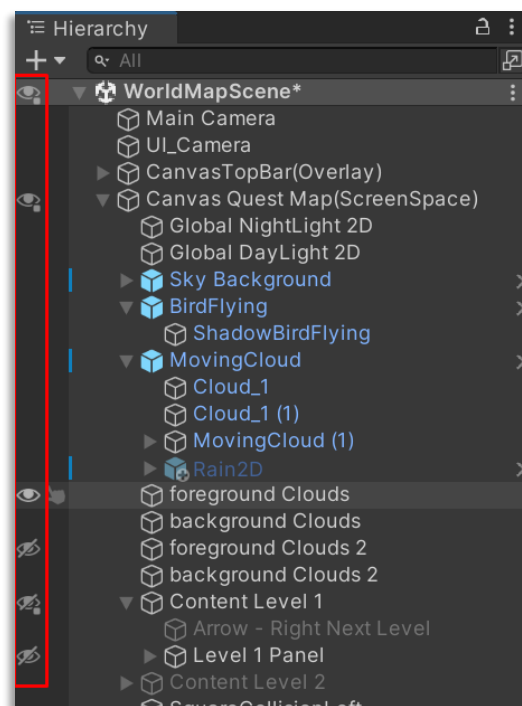 Hierarchy
All
WorldMapScene*
Main Camera
UI_Camera
CanvasTopBar(Overlay)
Canvas Quest Map(ScreenSpace)
Global NightLight 2D
Global DayLight 2D
Sky Background
BirdFlying
ShadowBirdFlying
MovingCloud
Cloud_1
Cloud_1 (1)
MovingCloud (1)
Rain2D
foreground Clouds
background Clouds
foreground Clouds 2
background Clouds 2
Content Level 1
Arrow - Right Next Level
Level 1 Panel
Content Level 2
SquareCollisionLeft